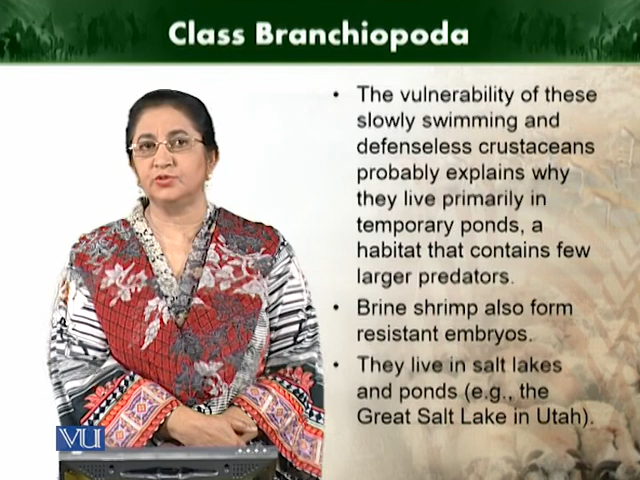 Class Branchiopoda
• The vulnerability of these
slowly swimming and
defenseless crustaceans
probably explains why
they live primarily in
temporary ponds, a
habitat that contains few
larger predators.
• Brine shrimp also form
resistant embryos.
• They live in salt lakes
and ponds (e.g., the
Great Salt Lake in Utah).
VU